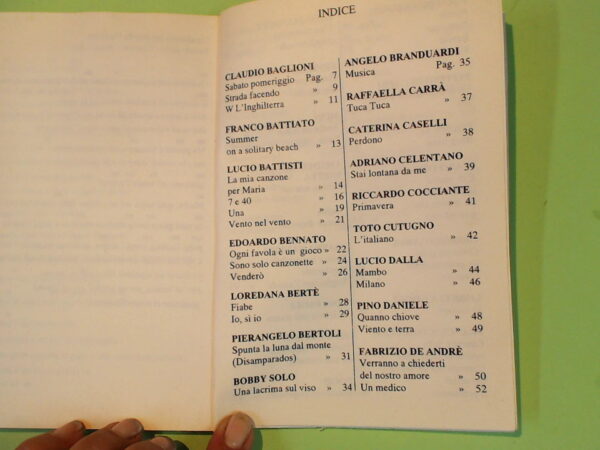 INDICE
CLAUDIO BAGLIONI
Sabato pomeriggio Pag. 7
Strada facendo » 9
W L'Inghilterra » 11
FRANCO BATTIATO
Summer
on a solitary beach » 13
LUCIO BATTISTI
La mia canzone
per Maria » 14
7 e 40 » 16
Una » 19
Vento nel vento » 21
EDOARDO BENNATO
Ogni favola è un gioco » 22
Sono solo canzonette » 24
Venderò » 26
LOREDANA BERTÈ
Fiabe » 28
Io, sì io » 29
PIERANGELO BERTOLI
Spunta la luna dal monte
(Disamparados) » 31
BOBBY SOLO
Una lacrima sul viso » 34
ANGELO BRANDUARDI
Musica Pag. 35
RAFFAELLA CARRÀ
Tuca Tuca » 37
CATERINA CASELLI
Perdono » 38
ADRIANO CELENTANO
Stai lontana da me » 39
RICCARDO COCCIANTE
Primavera » 41
TOTO CUTUGNO
L'italiano » 42
LUCIO DALLA
Mambo » 44
Milano » 46
PINO DANIELE
Quanno chiove » 48
Viento e terra » 49
FABRIZIO DE ANDRÈ
Verranno a chiederti
del nostro amore » 50
Un medico » 52